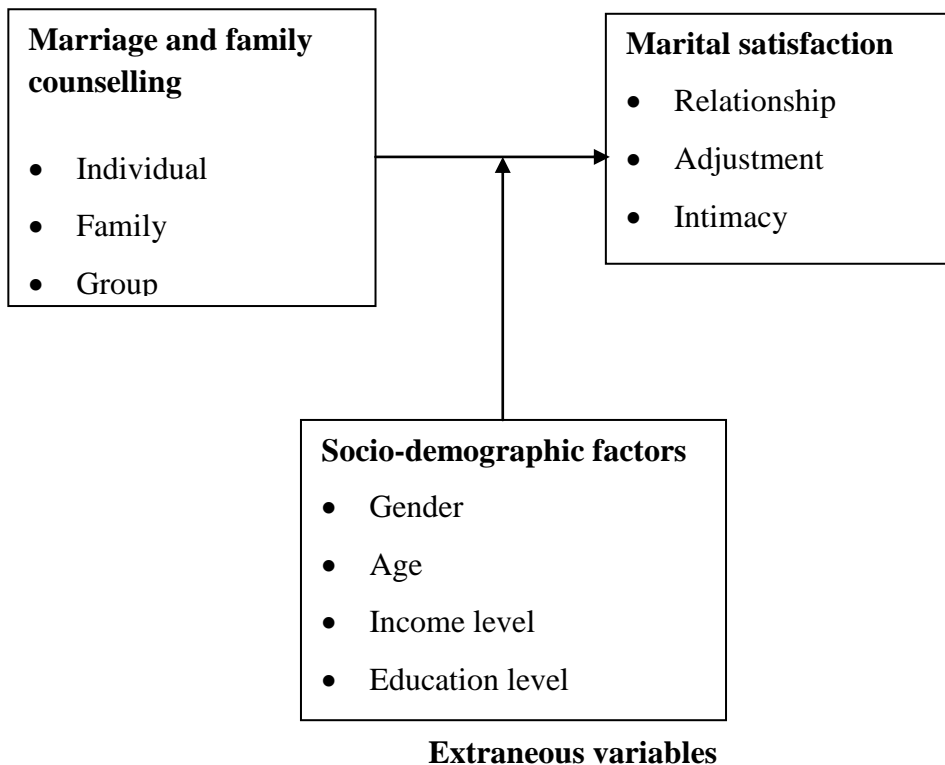 Marriage and family
counselling
• Individual
• Family
• Group
Marital satisfaction
• Relationship
• Adjustment
• Intimacy
Socio-demographic factors
• Gender
• Age
• Income level
• Education level
Extraneous variables